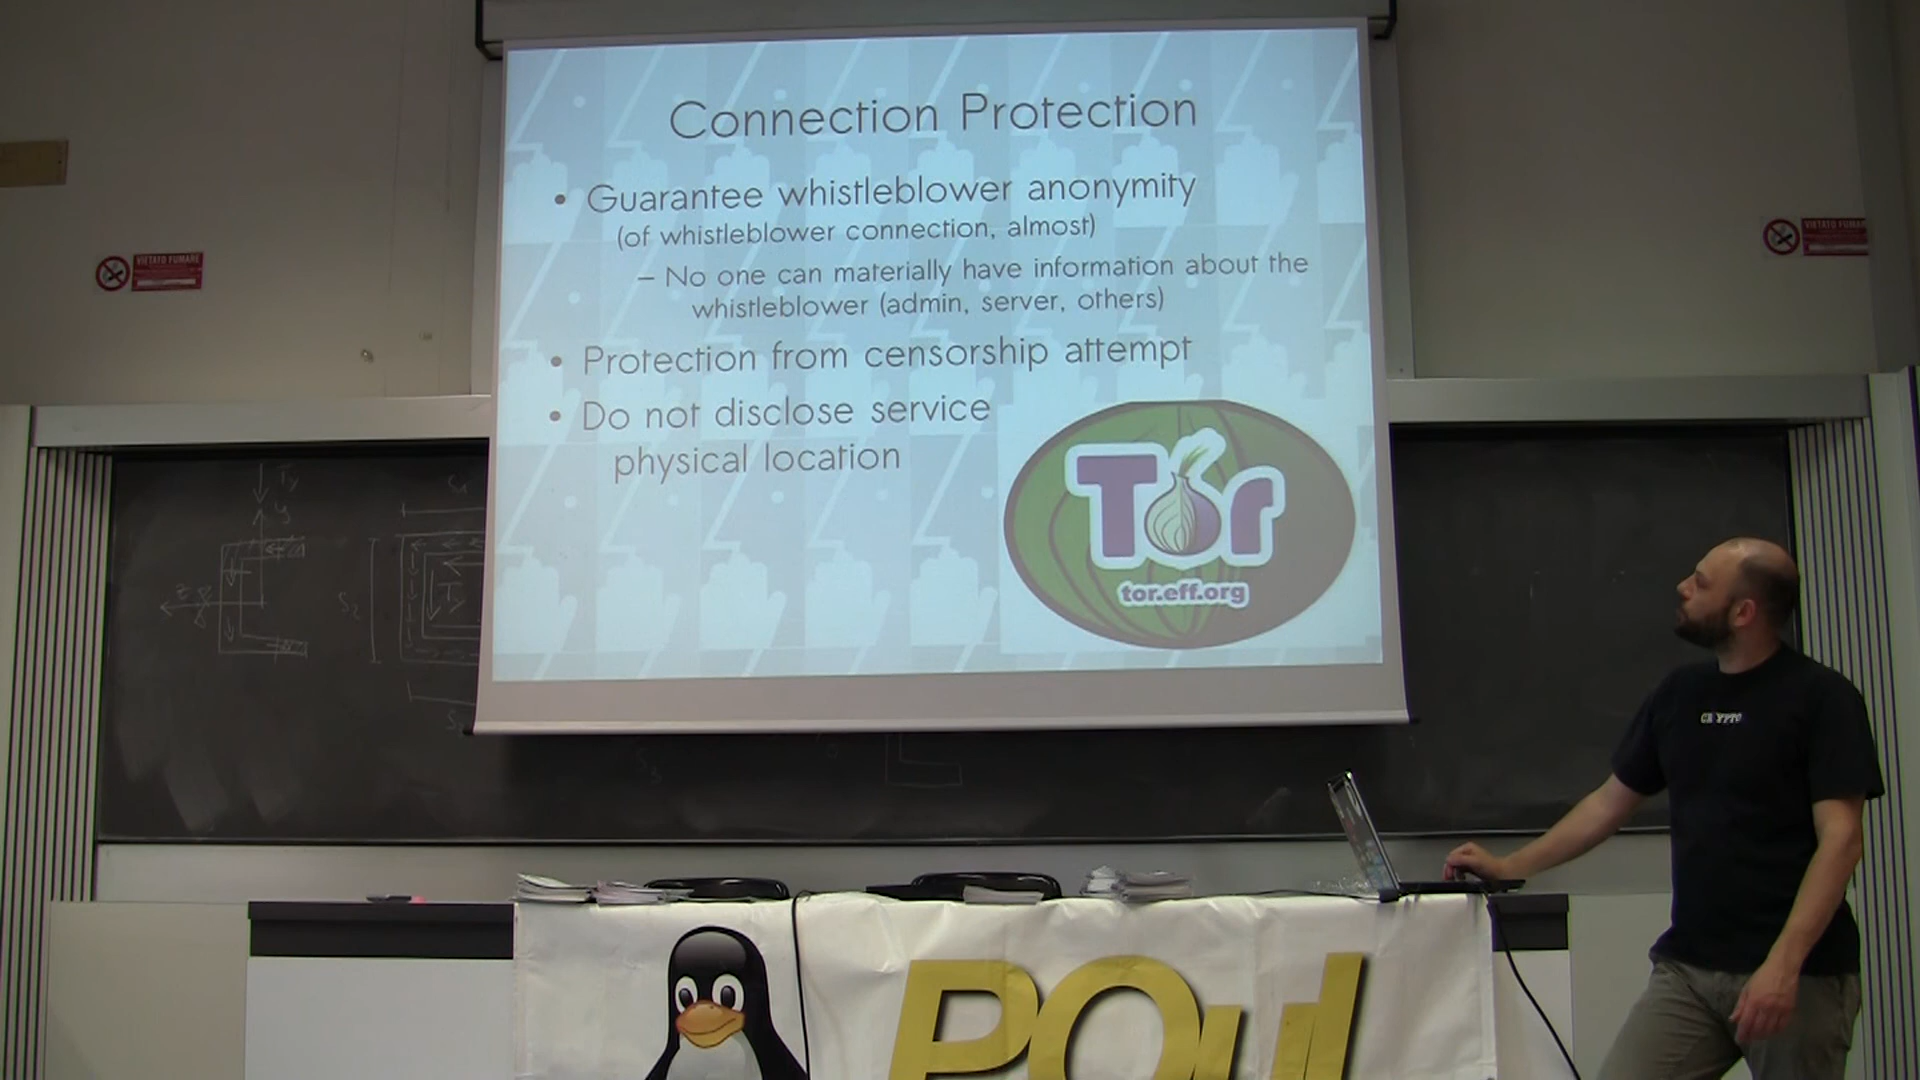 Connection Protection
• Guarantee whistleblower anonymity
(of whistleblower connection, almost)
– No one can materially have information about the
whistleblower (admin, server, others)
• Protection from censorship attempt
• Do not disclose service
physical location
Tor
tor.eff.org
VIETATO FUMARE
VIETATO FUMARE
CRYPTO
POul